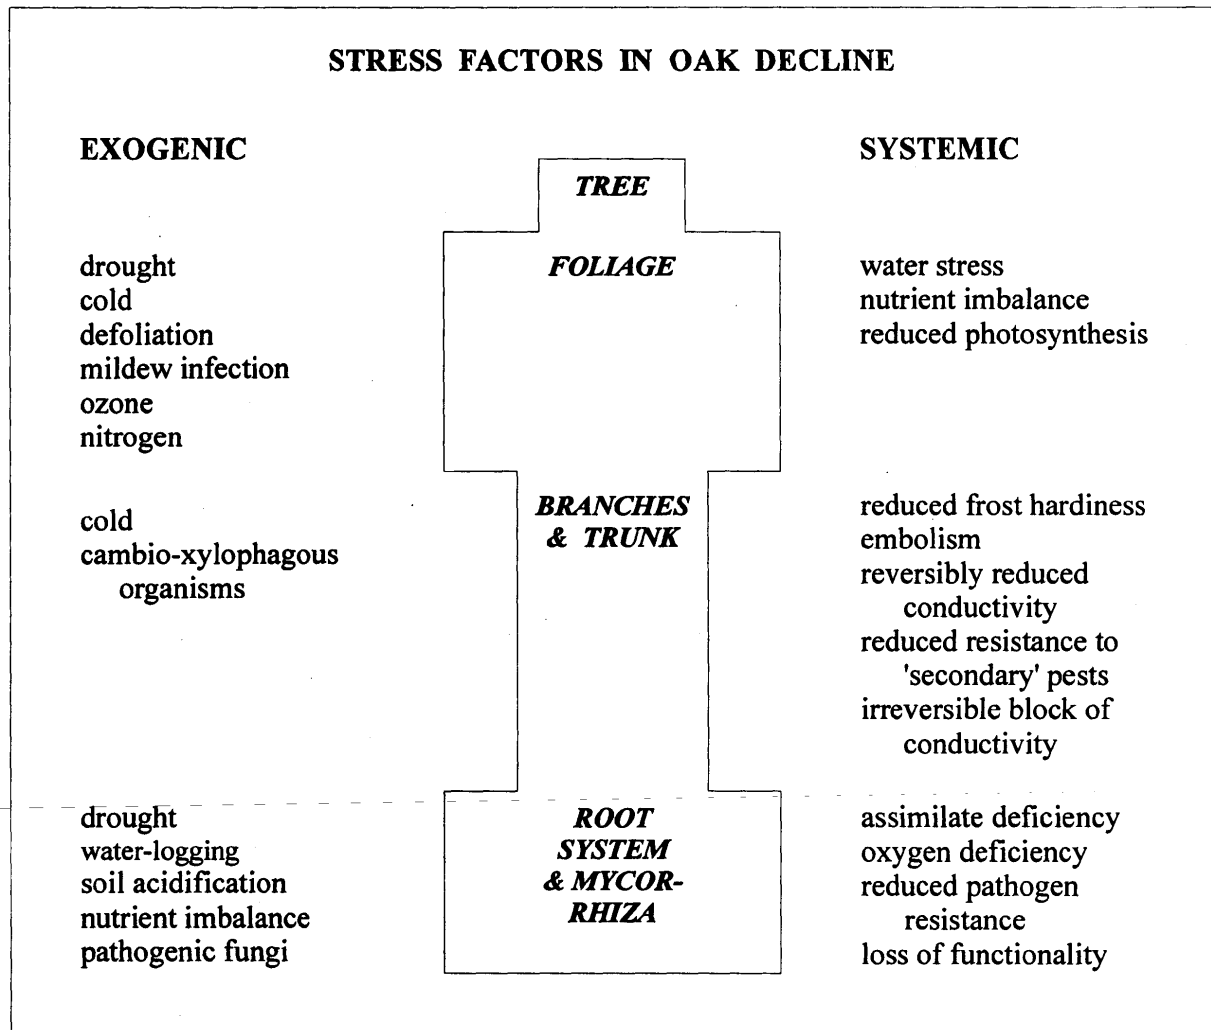 STRESS FACTORS IN OAK DECLINE
EXOGENIC
SYSTEMIC
TREE
FOLIAGE
drought
cold
defoliation
mildew infection
ozone
nitrogen
water stress
nutrient imbalance
reduced photosynthesis
BRANCHES
& TRUNK
cold
cambio-xylophagous
organisms
reduced frost hardiness
embolism
reversibly reduced
conductivity
reduced resistance to
'secondary' pests
irreversible block of
conductivity
ROOT
SYSTEM
& MYCOR-
RHIZA
drought
water-logging
soil acidification
nutrient imbalance
pathogenic fungi
assimilate deficiency
oxygen deficiency
reduced pathogen
resistance
loss of functionality